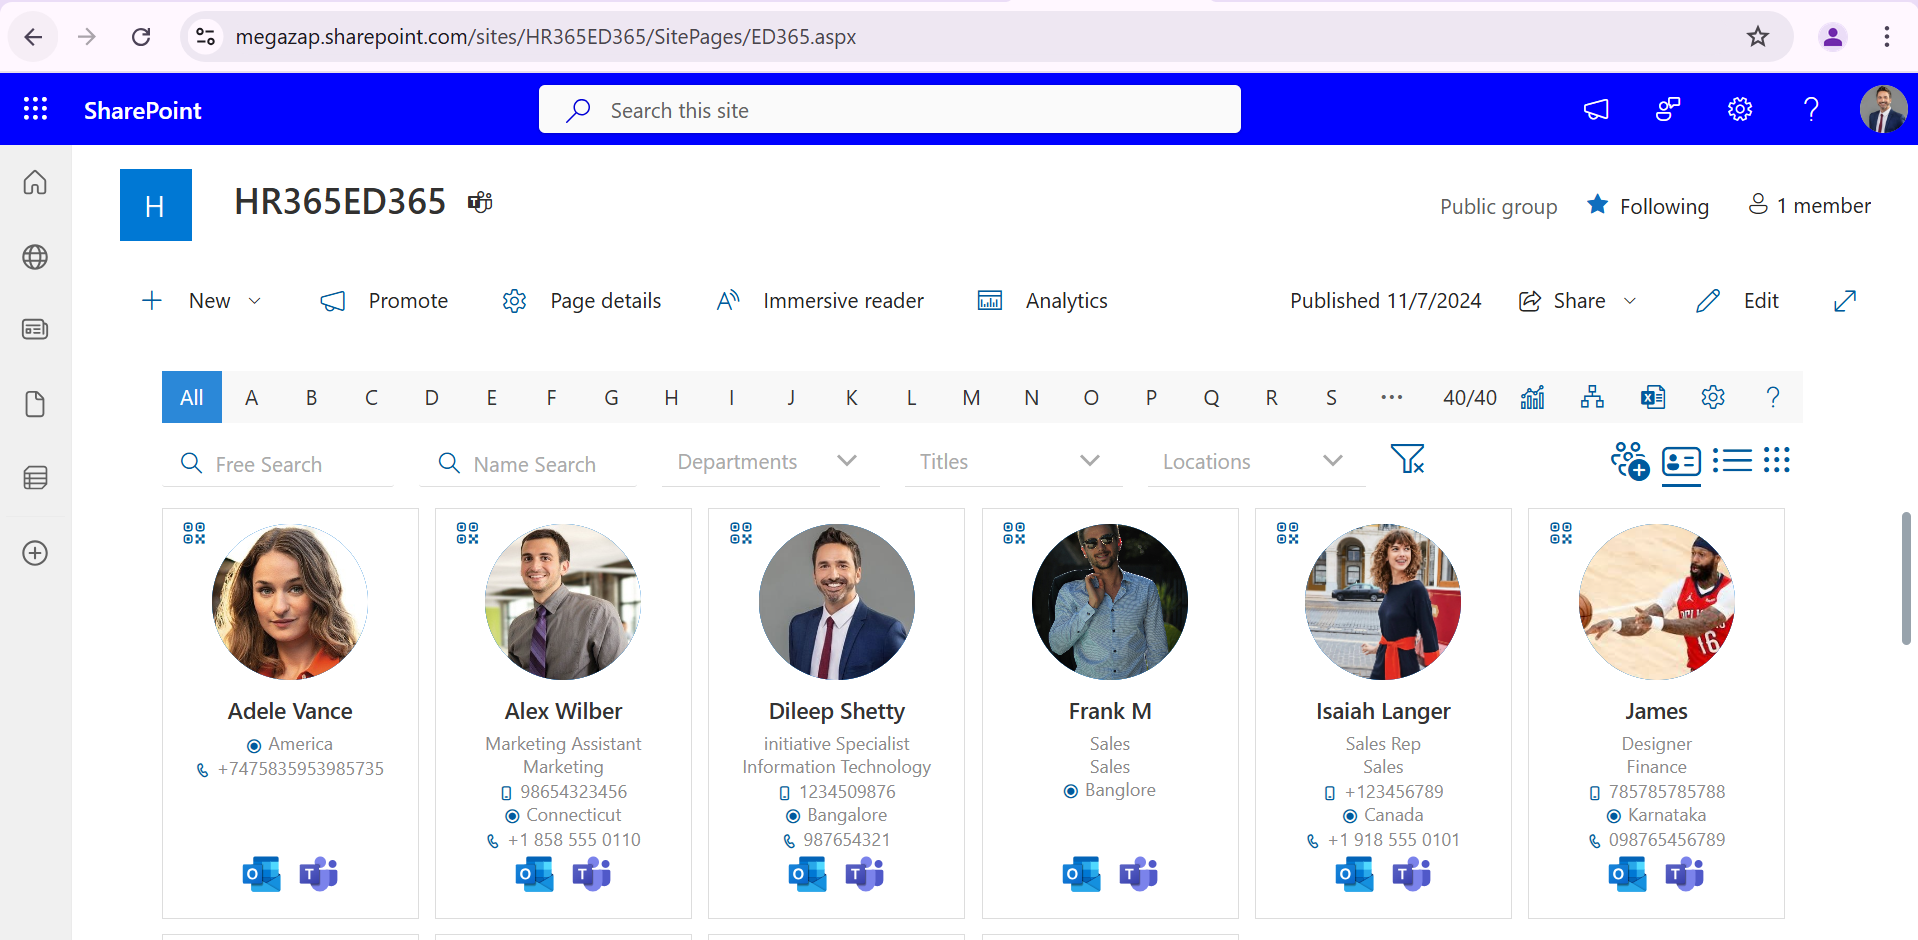 megazap.sharepoint.com/sites/HR365ED365/SitePages/ED365.aspx
SharePoint
Search this site
H
HR365ED365
Public group
Following
1 member
New
Promote
Page details
Immersive reader
Analytics
Published 11/7/2024
Share
Edit
All A B C D E F G H I J K L M N O P Q R S ··· 40/40 ?
Free Search
Name Search
Departments
Titles
Locations
Adele Vance
America
+7475835953985735
Alex Wilber
Marketing Assistant
Marketing
98654323456
Connecticut
+1 858 555 0110
Dileep Shetty
initiative Specialist
Information Technology
1234509876
Bangalore
987654321
Frank M
Sales
Sales
Banglore
Isaiah Langer
Sales Rep
Sales
+123456789
Canada
+1 918 555 0101
16
James
Designer
Finance
785785785788
Karnataka
098765456789